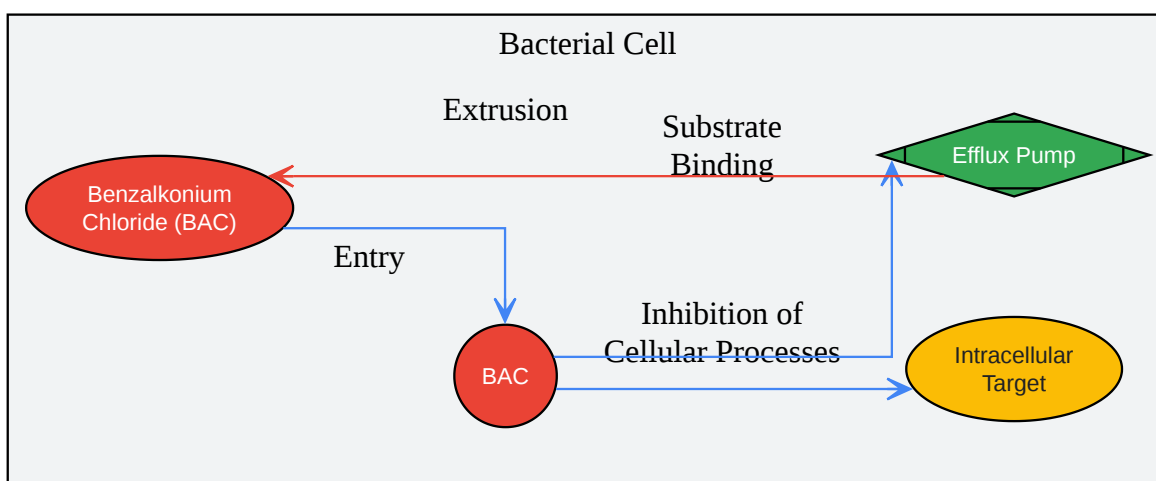 Bacterial Cell
Extrusion
Substrate
Binding
Efflux Pump
Benzalkonium
Chloride (BAC)
Entry
Inhibition of
Cellular Processes
BAC
Intracellular
Target